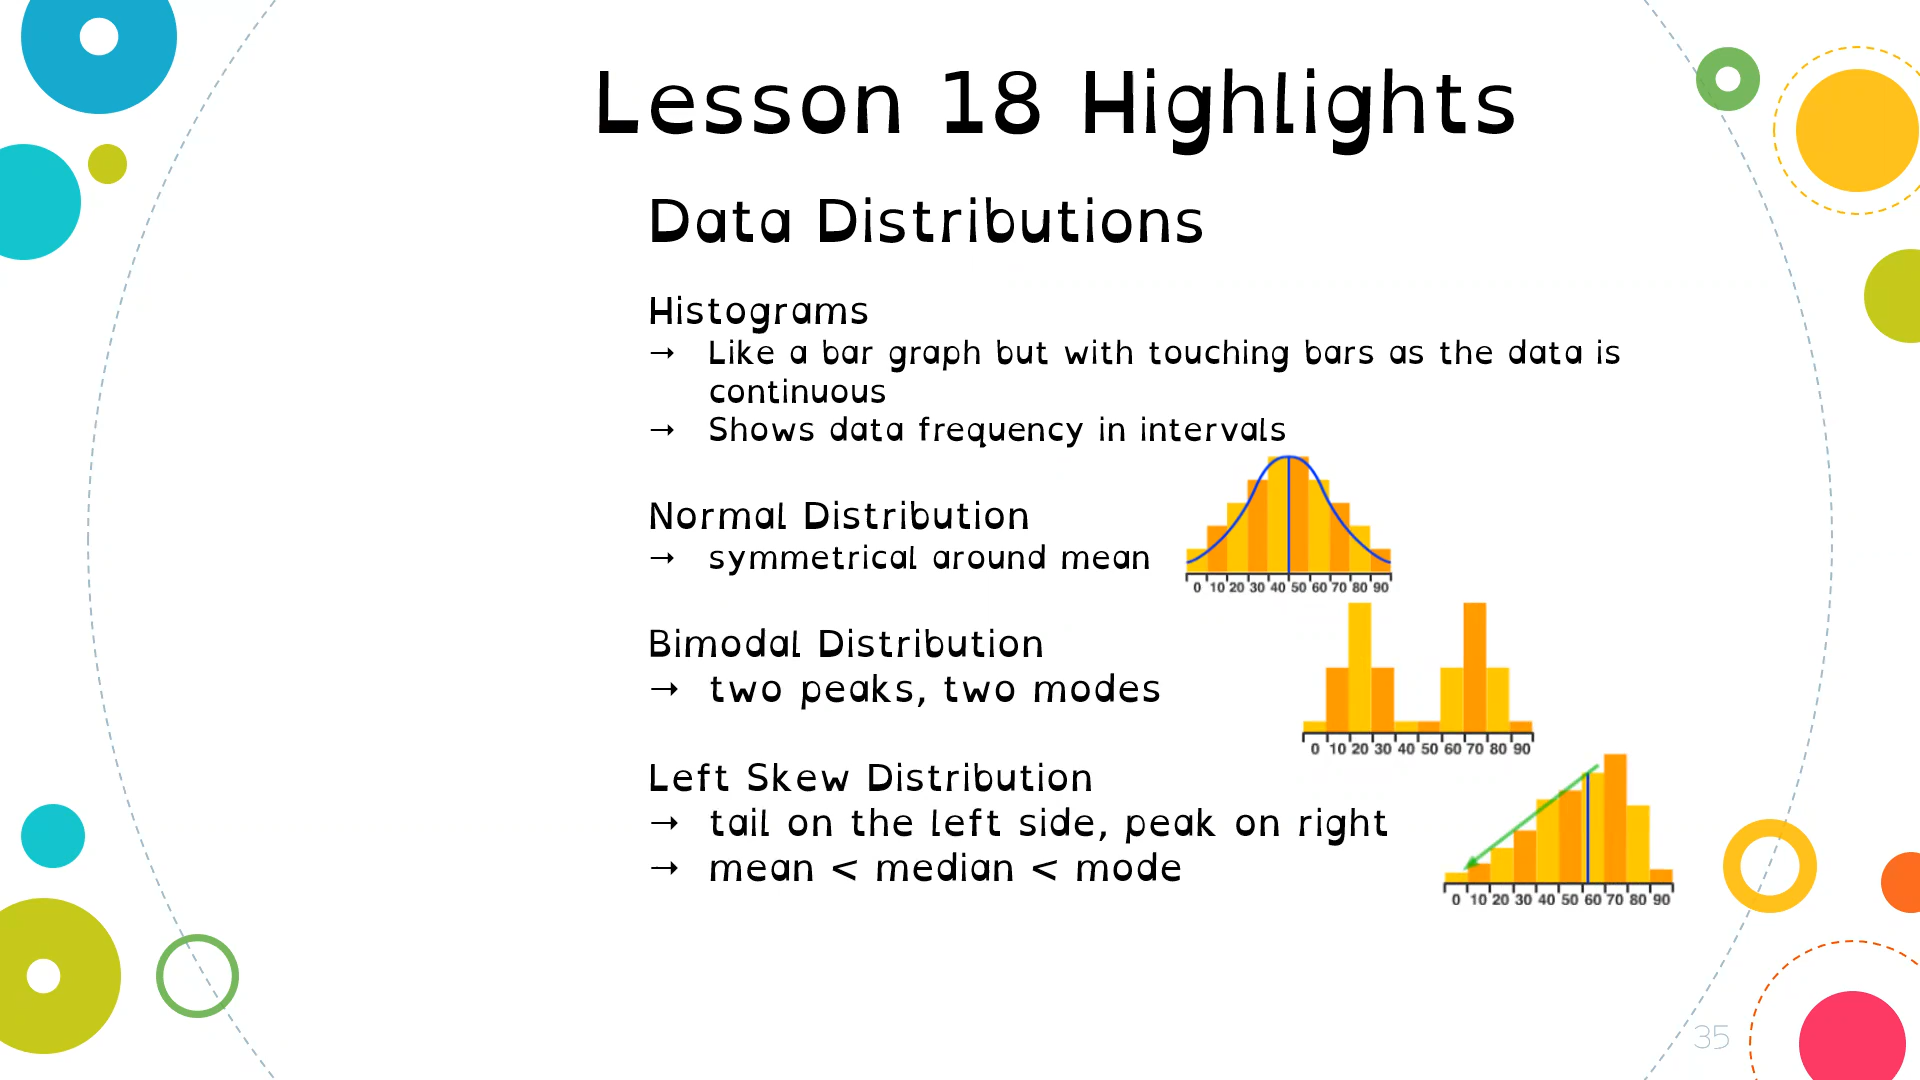 Lesson 18 Highlights
Data Distributions
Histograms
→ Like a bar graph but with touching bars as the data is
continuous
→ Shows data frequency in intervals
Normal Distribution
→ symmetrical around mean
0 10 20 30 40 50 60 70 80 90
Bimodal Distribution
→ two peaks, two modes
0 10 20 30 40 50 60 70 80 90
Left Skew Distribution
→ tail on the left side, peak on right
→ mean < median < mode
0 10 20 30 40 50 60 70 80 90
35